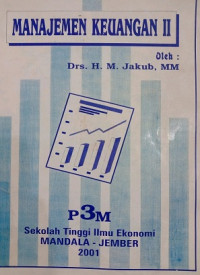 MANAJEMEN KEUANGAN II
Oleh :
Drs. H. M. Jakub, MM
P3M
Sekolah Tinggi Ilmu Ekonomi
MANDALA - JEMBER
2001